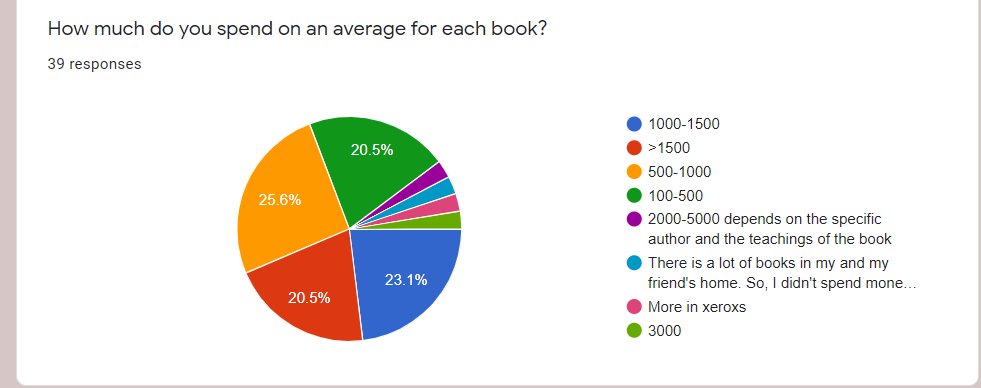 How much do you spend on an average for each book?
39 responses
20.5%
25.6%
23.1%
20.5%
1000-1500
>1500
500-1000
100-500
2000-5000 depends on the specific
author and the teachings of the book
There is a lot of books in my and my
friend's home. So, I didn't spend mone...
More in xeroxs
3000